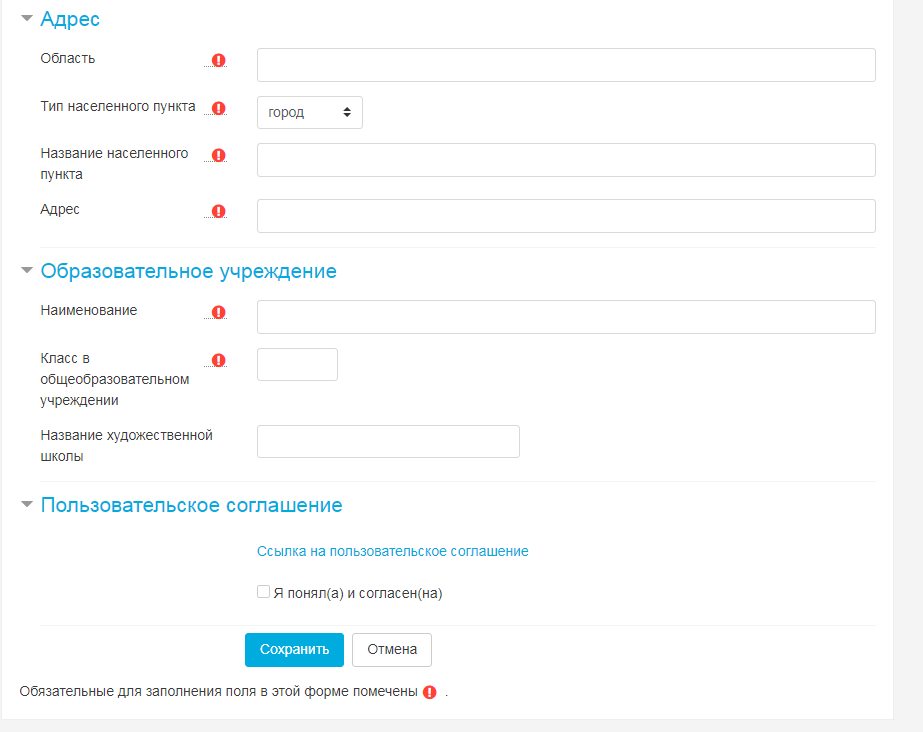 Адрес
Область
Тип населенного пункта
город
Название населенного
пункта
Адрес
Образовательное учреждение
Наименование
Класс в
общеобразовательном
учреждении
Название художественной
школы
Пользовательское соглашение
Ссылка на пользовательское соглашение
Я понял(а) и согласен(на)
Сохранить Отмена
Обязательные для заполнения поля в этой форме помечены .